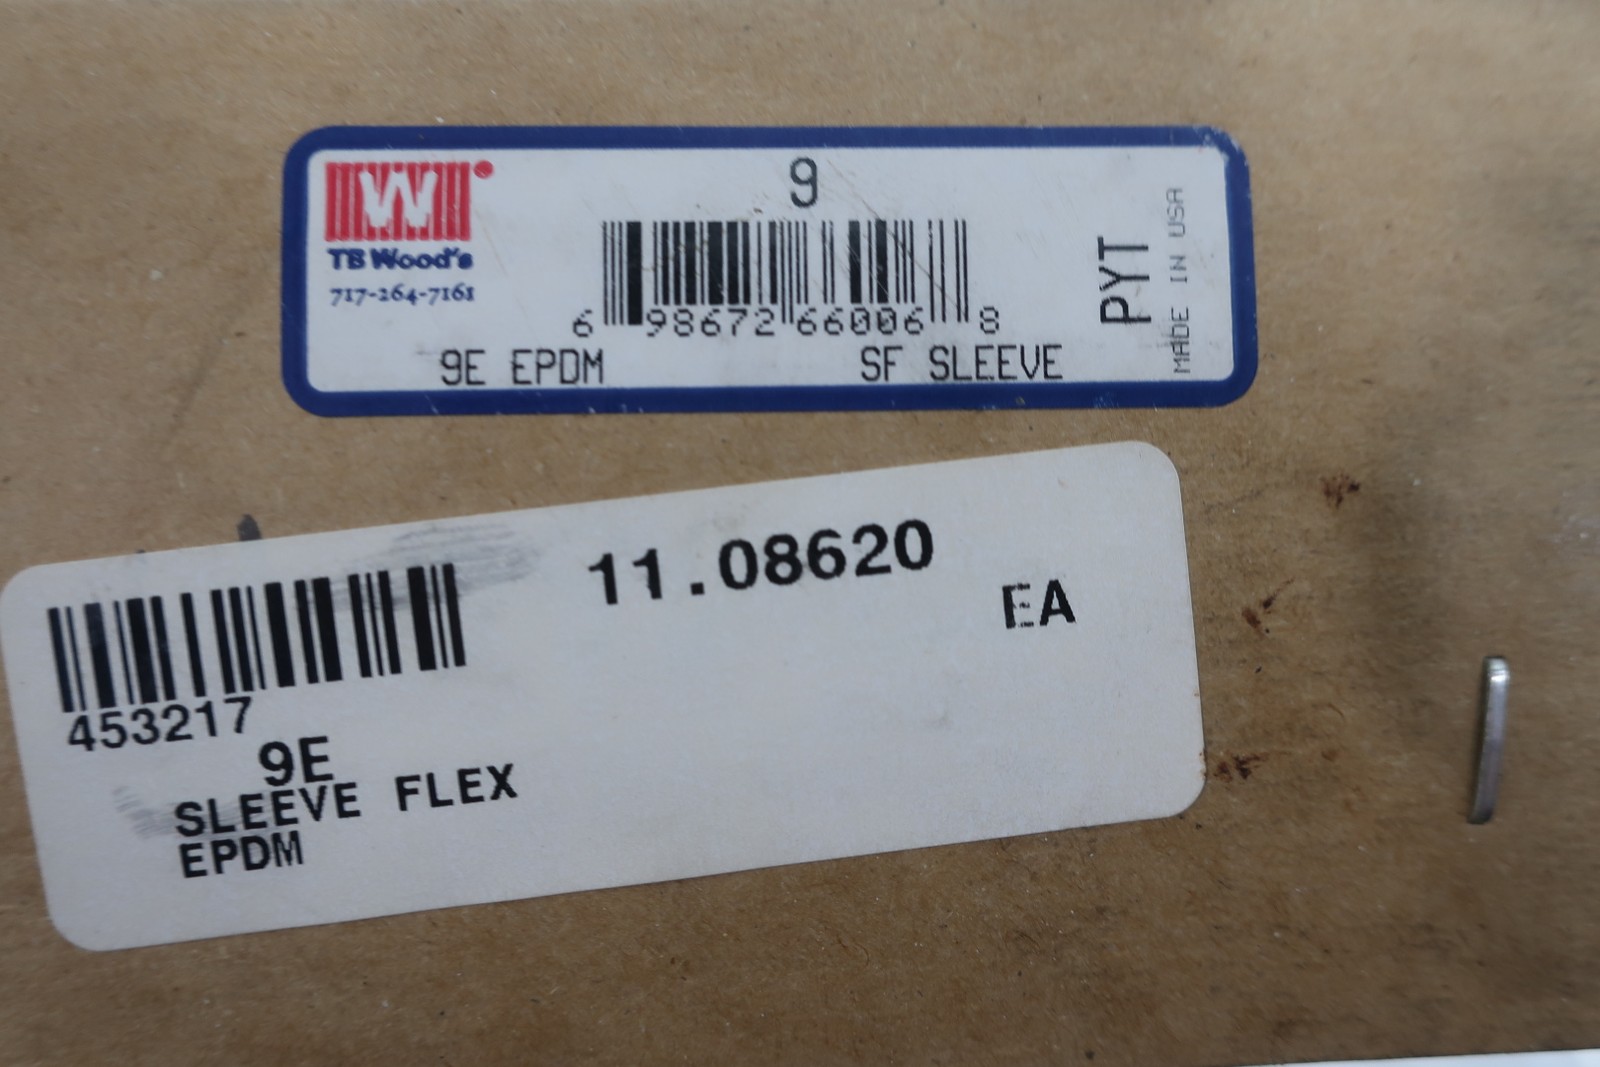 9
W
TB Wood's
717-264-7161
6 98672 66006 8
9E EPDM SF SLEEVE
PYT
MADE IN USA
11.08620
EA
453217
9E
SLEEVE FLEX
EPDM